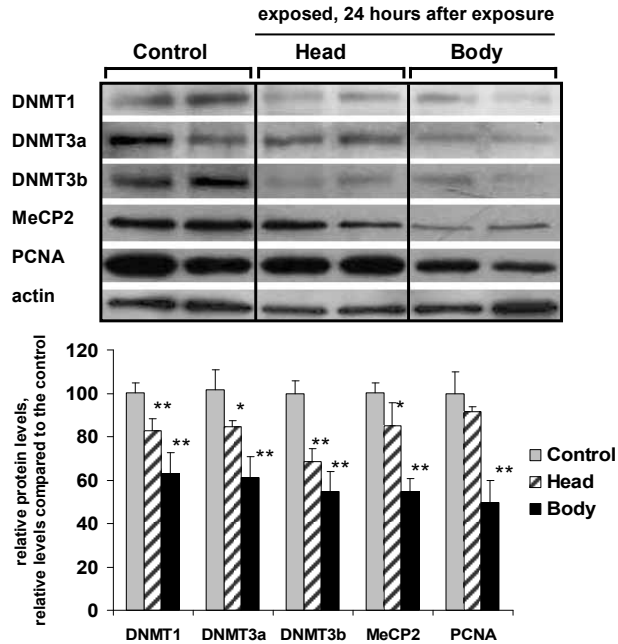 exposed, 24 hours after exposure
Control Head Body
DNMT1
DNMT3a
DNMT3b
MeCP2
PCNA
actin
relative protein levels,
relative levels compared to the control
120
100
80
60
40
20
0
** ** * ** ** ** * ** **
Control
Head
Body
DNMT1 DNMT3a DNMT3b MeCP2 PCNA